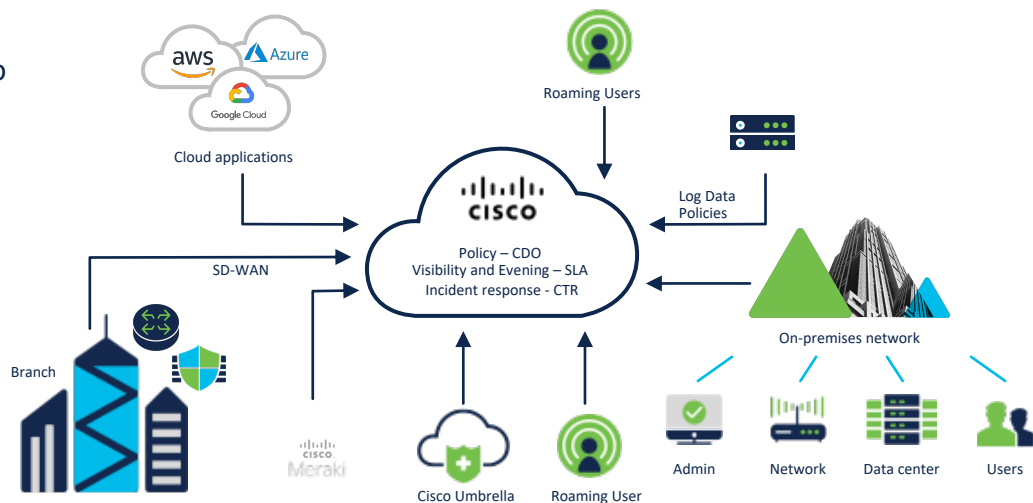 aws
Azure
Google Cloud
Cloud applications
Roaming Users
Log Data
Policies
CISCO
Policy – CDO
Visibility and Evening – SLA
Incident response - CTR
SD-WAN
Branch
On-premises network
CISCO
Meraki
Cisco Umbrella
Roaming User
Admin
Network
Data center
Users